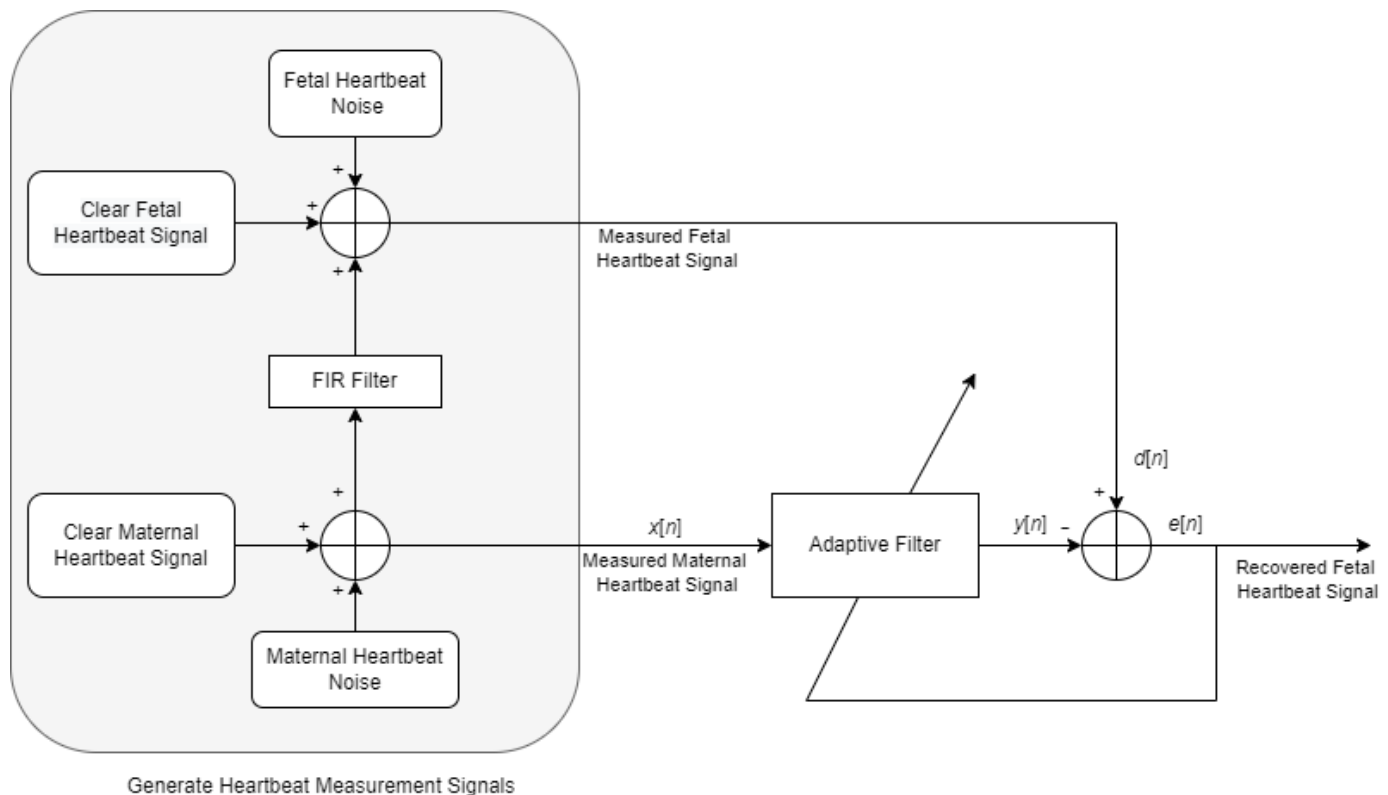 Fetal Heartbeat
Noise
+
Clear Fetal
Heartbeat Signal
+
Measured Fetal
Heartbeat Signal
+
FIR Filter
d[n]
+
+
Clear Maternal
Heartbeat Signal
+
x[n]
Measured Maternal
Heartbeat Signal
Adaptive Filter
y[n]
-
e[n]
Recovered Fetal
Heartbeat Signal
+
Maternal Heartbeat
Noise
Generate Heartbeat Measurement Signals